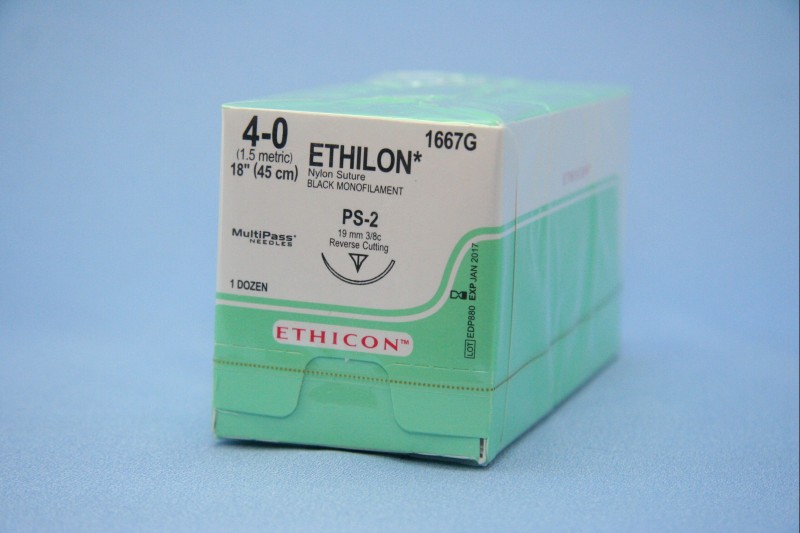 4-0
(1.5 metric)
18" (45 cm)
ETHILON*
Nylon Suture
BLACK MONOFILAMENT
1667G
PS-2
19 mm 3/8c
Reverse Cutting
MultiPass*
NEEDLES
1 DOZEN
ETHICON™
LOT EDP880 EXP JAN 2017
ETHICON